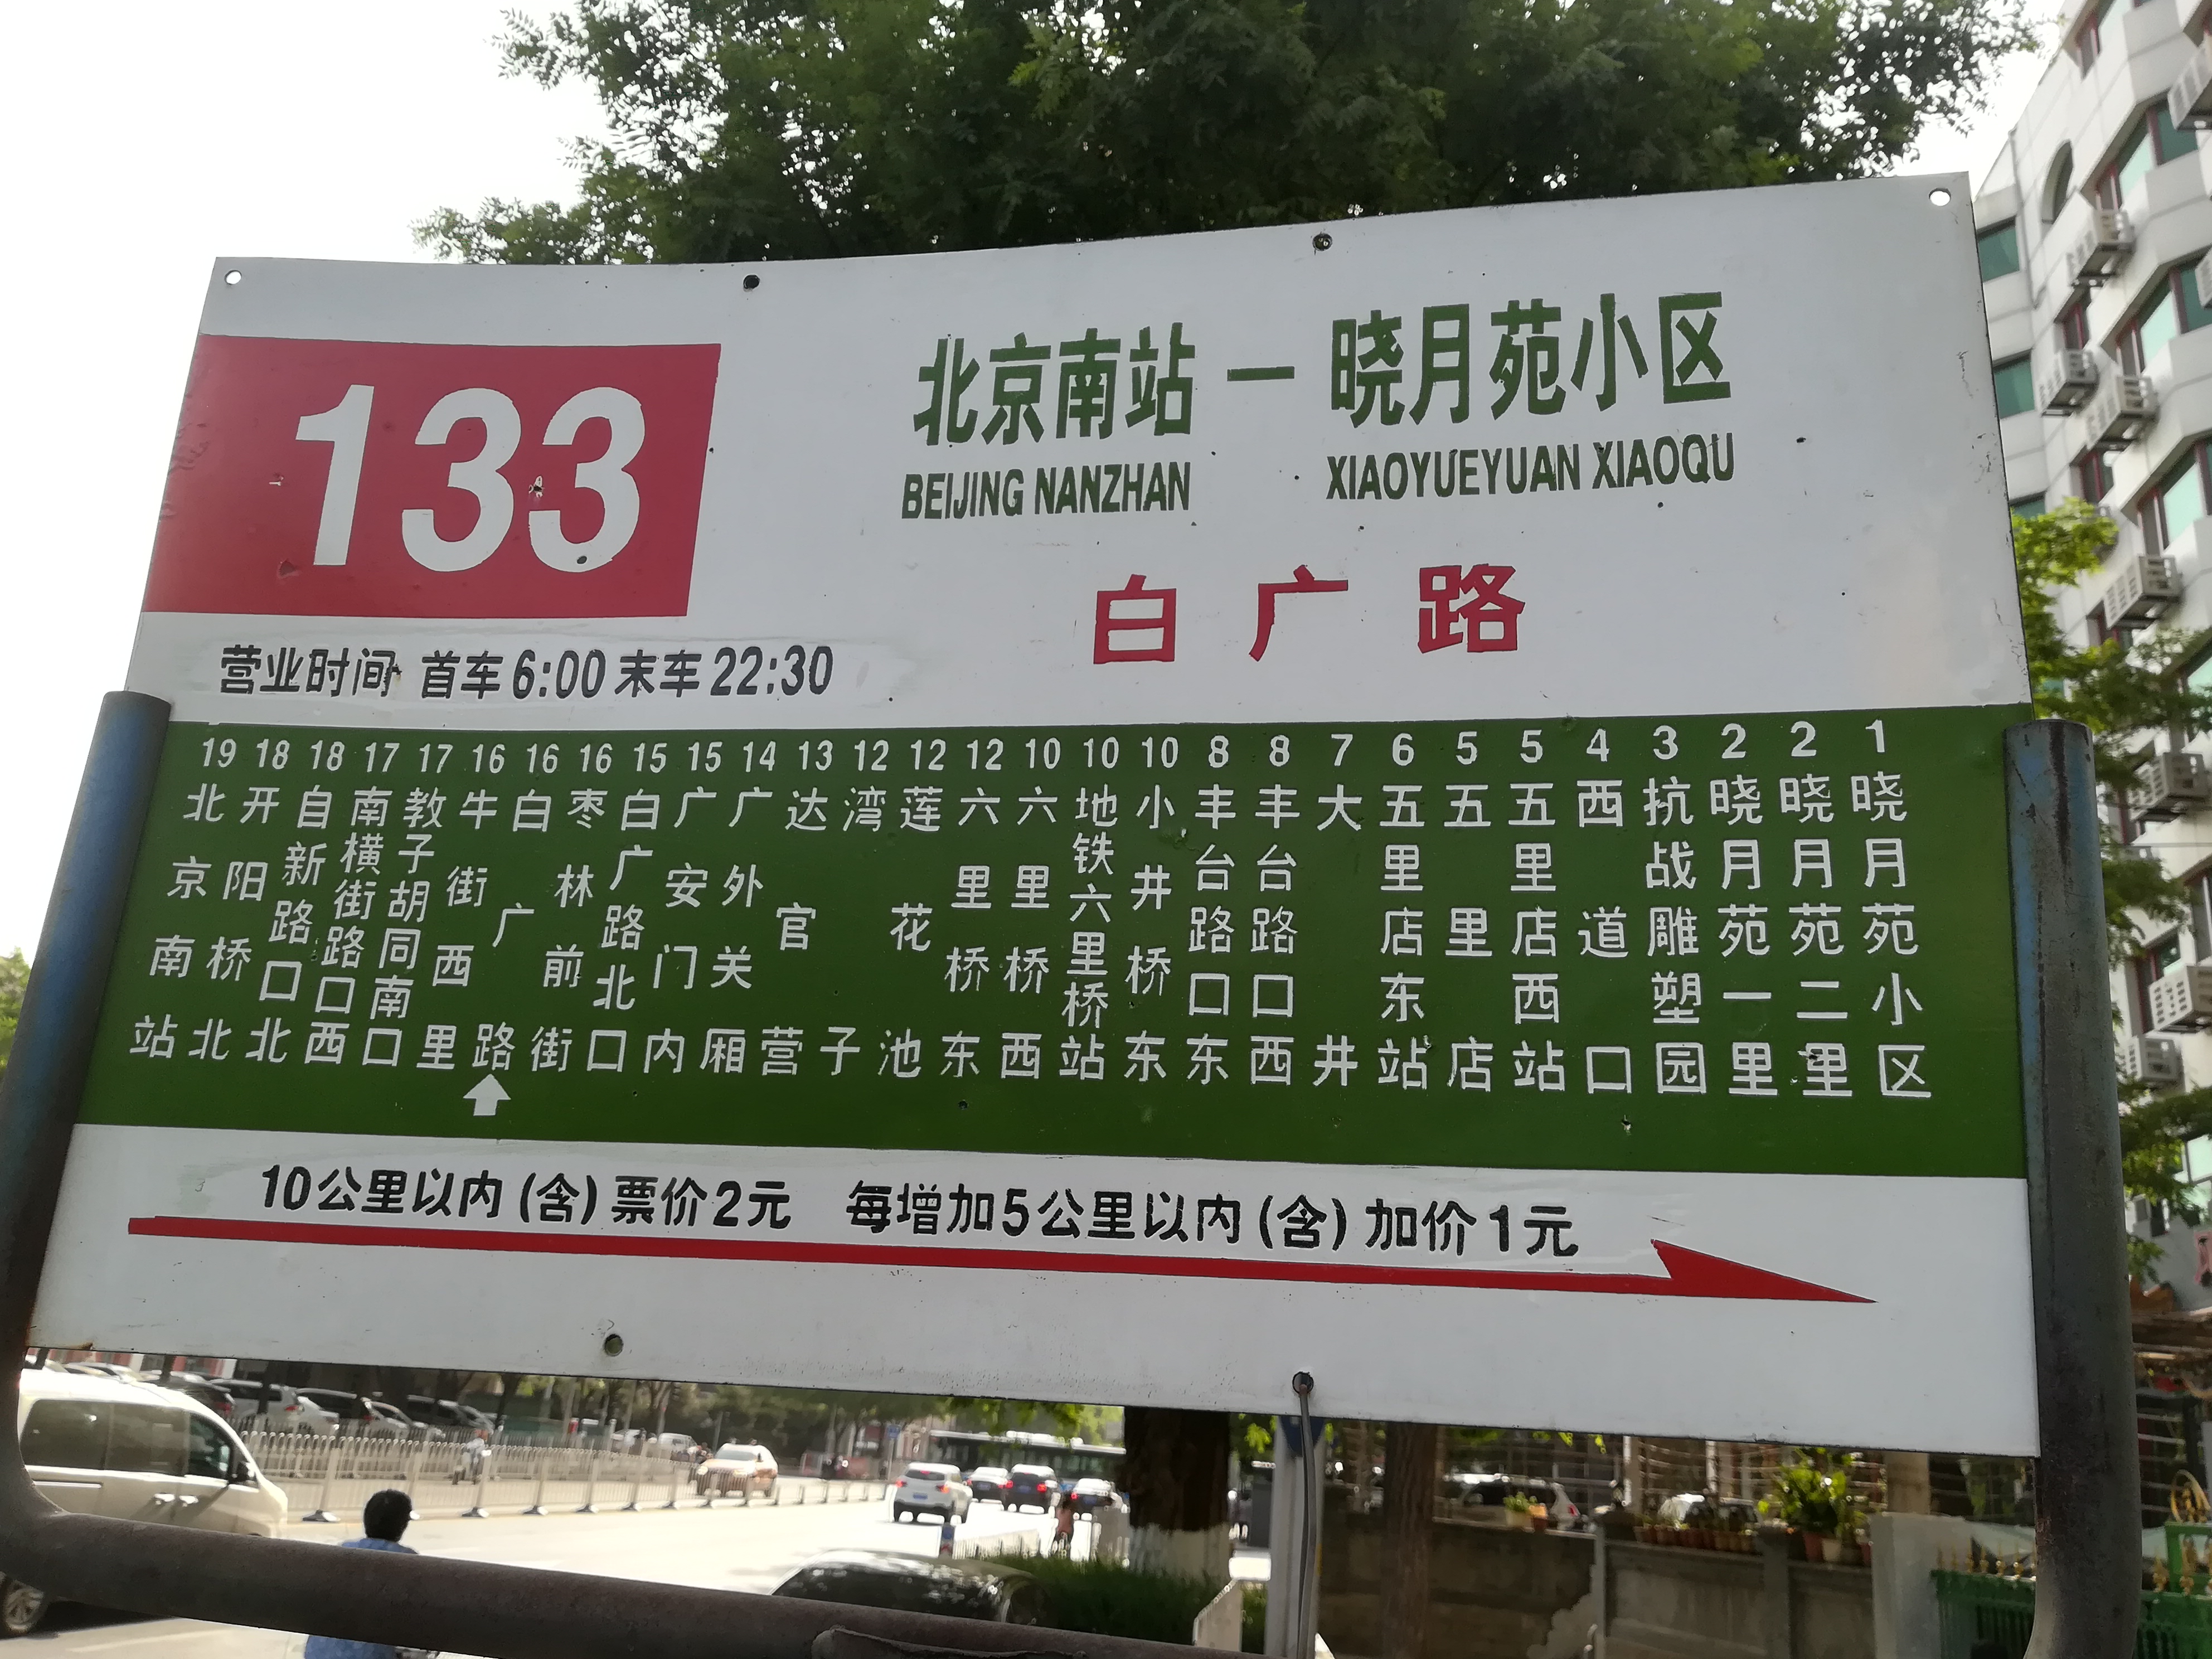 133
北京南站 — 晓月苑小区
BEIJING NANZHAN XIAOYUEYUAN XIAOQU
白广路
营业时间 首车6:00 末车22:30
19 北京南站
18 开阳桥北
18 自新路口北
17 南横街路口西
17 教子胡同南口
16 牛街西里
16 白广路
16 枣林前街
15 白广路北口
15 广安门内
14 广外关厢
13 达官营
12 湾子
12 莲花池
12 六里桥东
10 六里桥西
10 地铁六里桥站
10 小井桥东
8 丰台路口东
8 丰台路口西
7 大井
6 五里店东站
5 五里店
5 五里店西站
4 西道口
3 抗战雕塑园
2 晓月苑一里
2 晓月苑二里
1 晓月苑小区
10公里以内(含)票价2元 每增加5公里以内(含)加价1元